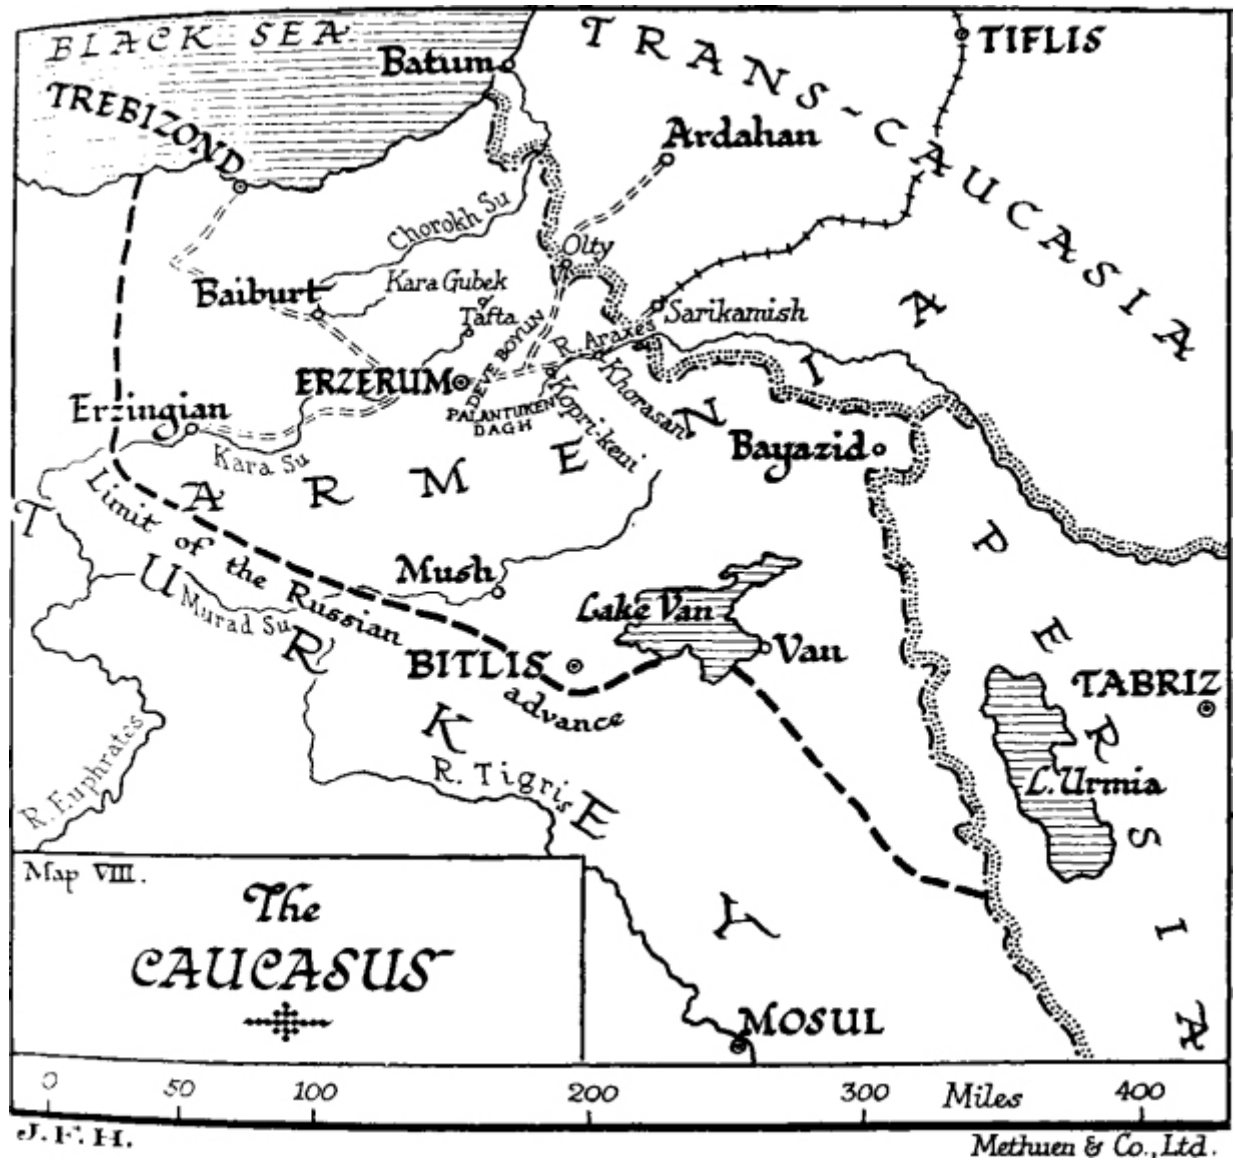 BLACK SEA
TRANS-CAUCASIA
TIFLIS
Batum
TREBIZOND
Ardahan
Chorokh Su
Olty
Baiburt
Kara Gubek
Tafta
Sarikamish
DEVE BOYUN
R. Araxes
ERZERUM
Khorasan
PALANTUKEN
DAGH
Kopri-keui
Erzingian
Kara Su
Bayazid
ARMENIA
Limit of the Russian advance
TURKEY
PERSIA
Mush
Murad Su
Lake Van
Van
BITLIS
TABRIZ
R. Euphrates
R. Tigris
L. Urmia
Map VIII.
The
CAUCASUS
MOSUL
0 50 100 200 300 Miles 400
J.F.H.
Methuen & Co., Ltd.